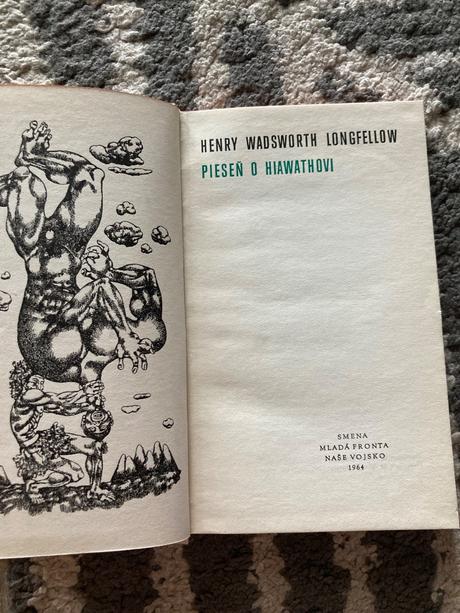 HENRY WADSWORTH LONGFELLOW
PIESEŇ O HIAWATHOVI
SMENA
MLADÁ FRONTA
NAŠE VOJSKO
1964